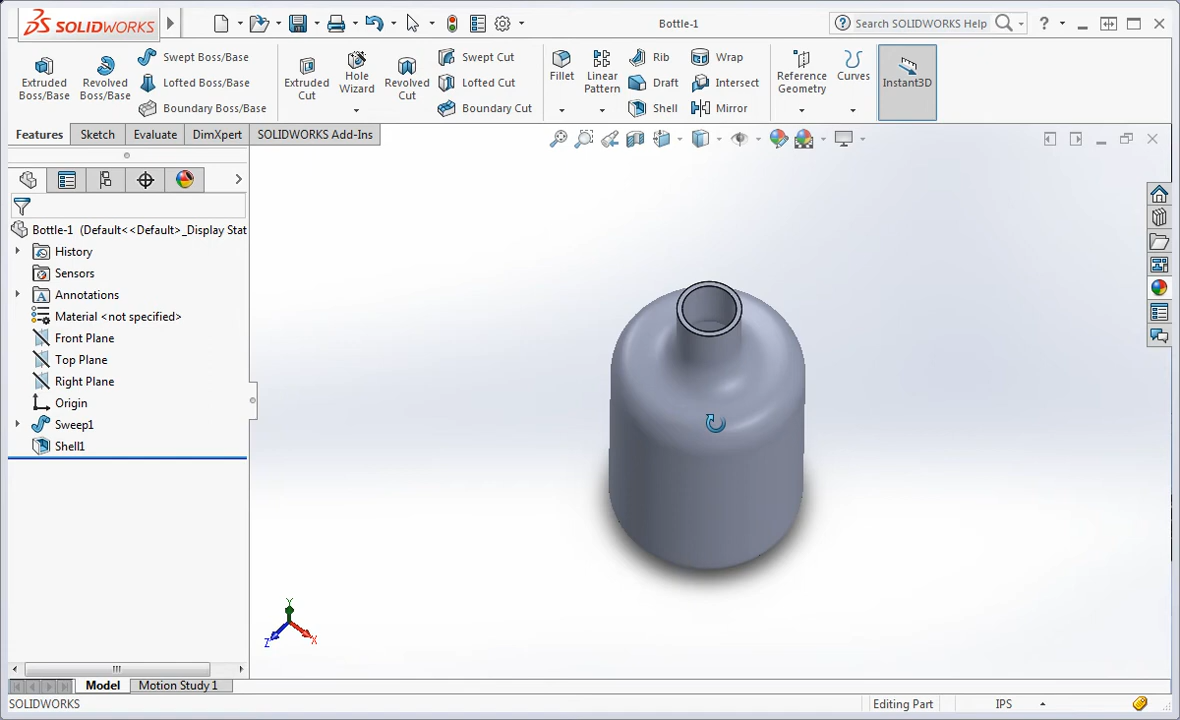 SOLIDWORKS
Bottle-1
Search SOLIDWORKS Help
?
Extruded Boss/Base
Revolved Boss/Base
Swept Boss/Base
Lofted Boss/Base
Boundary Boss/Base
Extruded Cut
Hole Wizard
Revolved Cut
Swept Cut
Lofted Cut
Boundary Cut
Fillet
Linear Pattern
Rib
Draft
Shell
Wrap
Intersect
Mirror
Reference Geometry
Curves
Instant3D
Features
Sketch
Evaluate
DimXpert
SOLIDWORKS Add-Ins
Bottle-1 (Default<<Default>_Display Stat
History
Sensors
Annotations
Material <not specified>
Front Plane
Top Plane
Right Plane
Origin
Sweep1
Shell1
Y
Z
X
Model
Motion Study 1
SOLIDWORKS
Editing Part
IPS